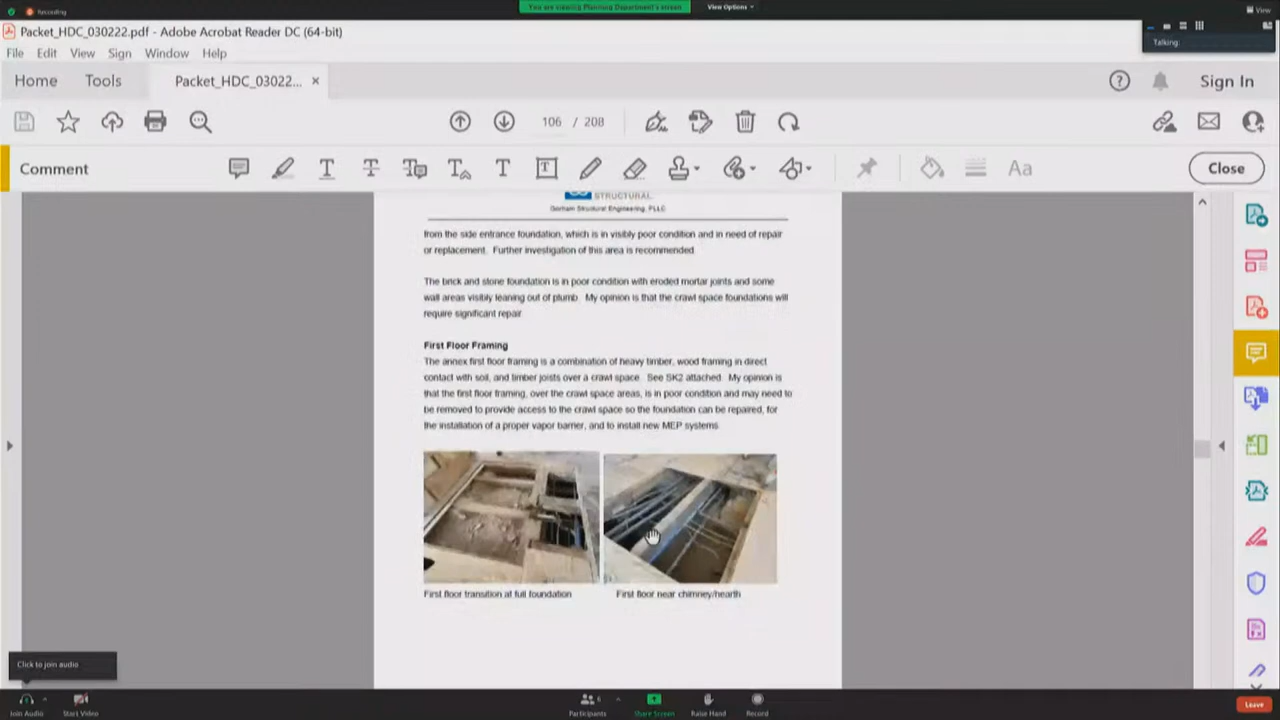 Recording
You are viewing Planning Department's screen
View Options
View
Packet_HDC_030222.pdf - Adobe Acrobat Reader DC (64-bit)
Talking:
File Edit View Sign Window Help
Home Tools Packet_HDC_03022... × Sign In
106 / 208
Comment Aa Close
STRUCTURAL
Gorham Structural Engineering, PLLC
from the side entrance foundation, which is in visibly poor condition and in need of repair
or replacement. Further investigation of this area is recommended
The brick and stone foundation is in poor condition with eroded mortar joints and some
wall areas visibly leaning out of plumb. My opinion is that the crawl space foundations will
require significant repair
First Floor Framing
The annex first floor framing is a combination of heavy timber, wood framing in direct
contact with soil, and timber joists over a crawl space. See SK2 attached. My opinion is
that the first floor framing, over the crawl space areas, is in poor condition and may need to
be removed to provide access to the crawl space so the foundation can be repaired, for
the installation of a proper vapor barrier, and to install new MEP systems
First floor transition at full foundation
First floor near chimney/hearth
Click to join audio
Join Audio Start Video Participants 6 Share Screen Raise Hand Record Leave